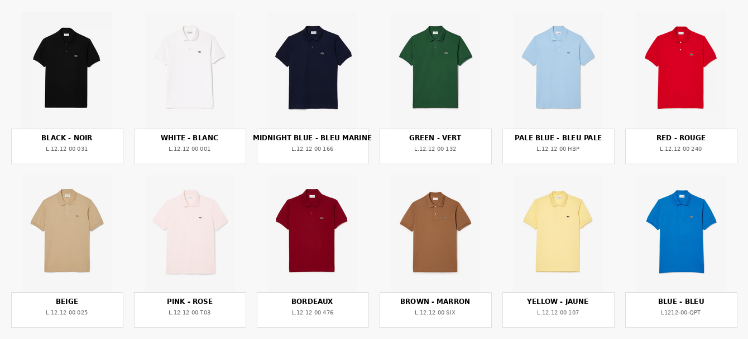 BLACK - NOIR
L.12.12 00 031
WHITE - BLANC
L.12.12 00 001
MIDNIGHT BLUE - BLEU MARINE
L.12.12 00 166
GREEN - VERT
L.12.12 00 132
PALE BLUE - BLEU PALE
L.12.12 00 HBP
RED - ROUGE
L.12.12 00 240
BEIGE
L.12.12 00 02S
PINK - ROSE
L.12.12 00 T03
BORDEAUX
L.12.12 00 476
BROWN - MARRON
L.12.12 00 SIX
YELLOW - JAUNE
L.12.12 00 107
BLUE - BLEU
L1212-00-QPT